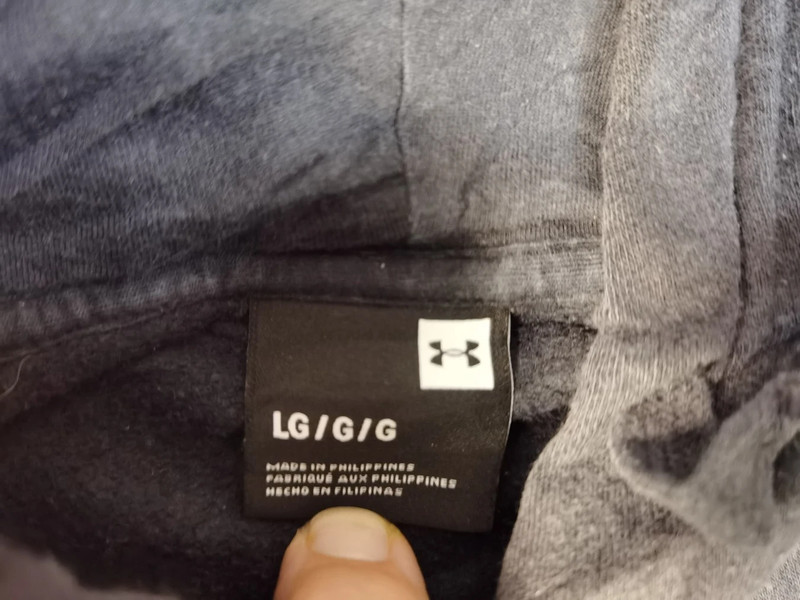 LG/G/G
MADE IN PHILIPPINES
FABRIQUÉ AUX PHILIPPINES
HECHO EN FILIPINAS